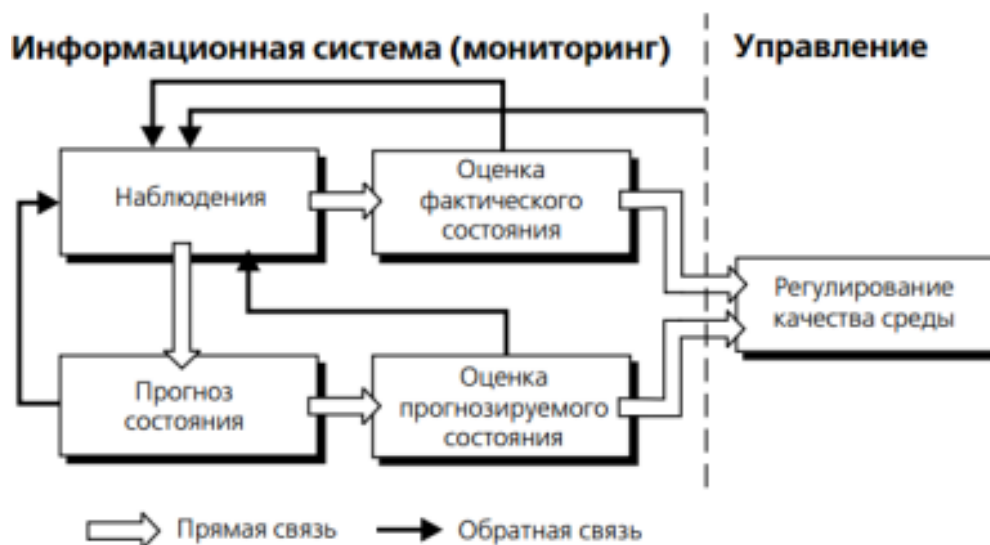 Информационная система (мониторинг)
Управление
Наблюдения
Оценка
фактического
состояния
Регулирование
качества среды
Прогноз
состояния
Оценка
прогнозируемого
состояния
Прямая связь
Обратная связь